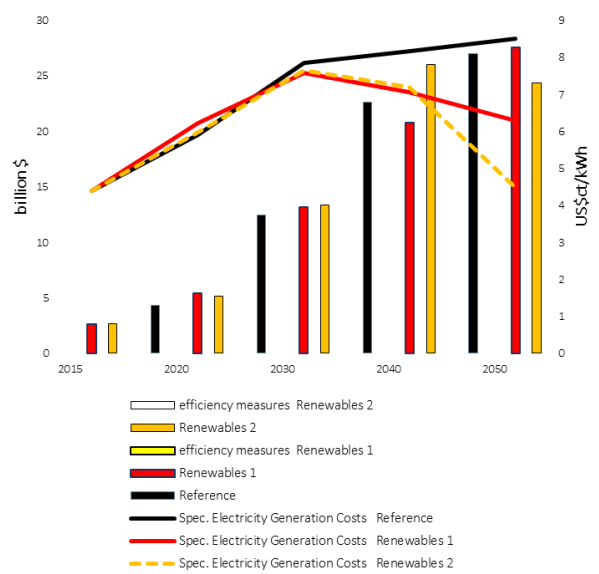 30
25
20
15
10
5
0
billion $
9
8
7
6
5
4
3
2
1
0
US$ct/kWh
2015 2020 2030 2040 2050
efficiency measures Renewables 2
Renewables 2
efficiency measures Renewables 1
Renewables 1
Reference
Spec. Electricity Generation Costs Reference
Spec. Electricity Generation Costs Renewables 1
Spec. Electricity Generation Costs Renewables 2